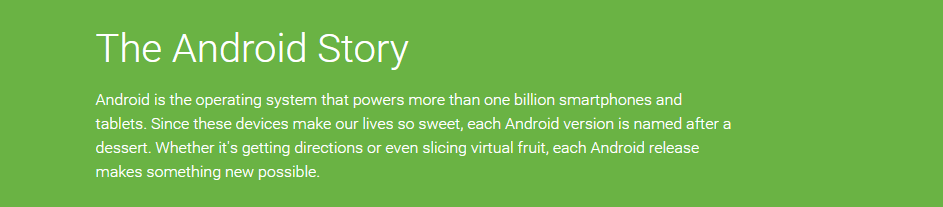 The Android Story
Android is the operating system that powers more than one billion smartphones and
tablets. Since these devices make our lives so sweet, each Android version is named after a
dessert. Whether it's getting directions or even slicing virtual fruit, each Android release
makes something new possible.